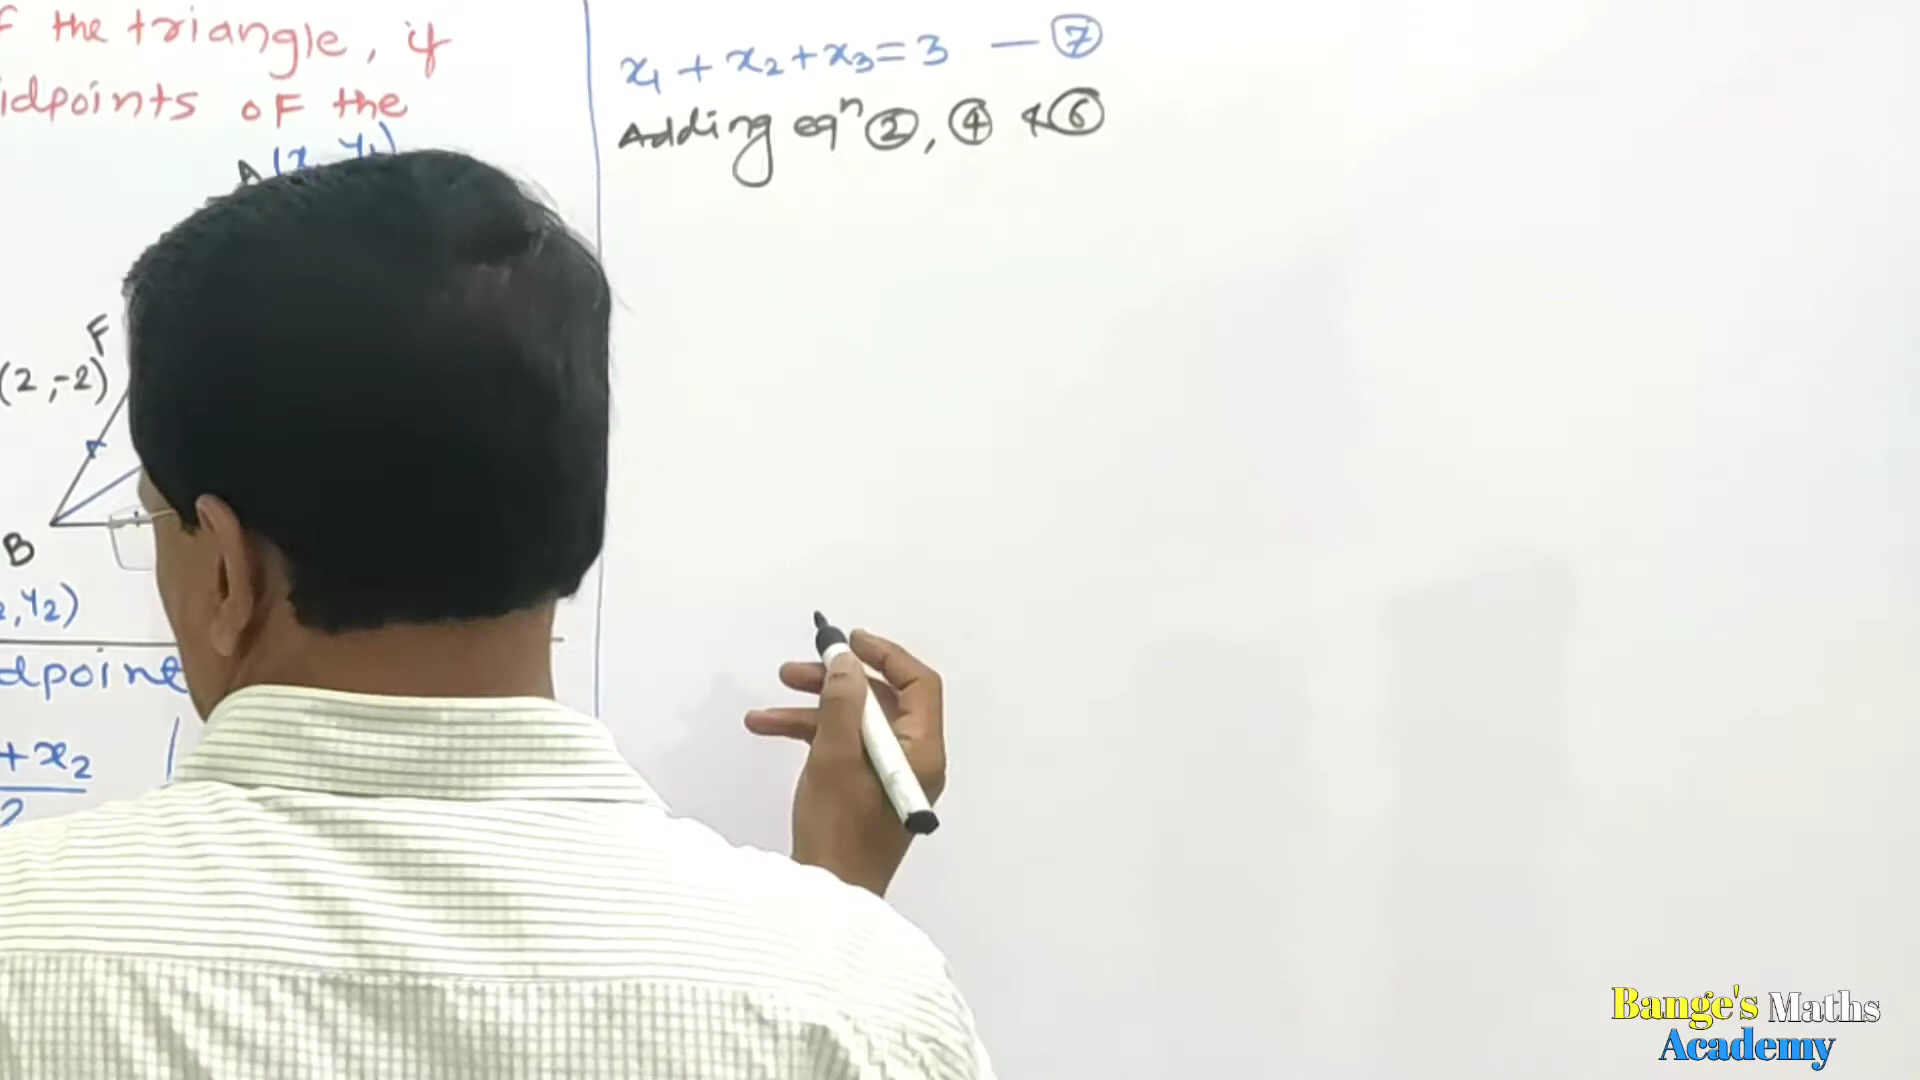 the triangle, if
idpoints of the
A (x, y₁)
F
(2,-2)
B
,y₂)
dpoint
+x₂
2
x₁ + x₂ + x₃ = 3 — ⑦
Adding eqⁿ ②, ④ & ⑥
Bange's Maths
Academy